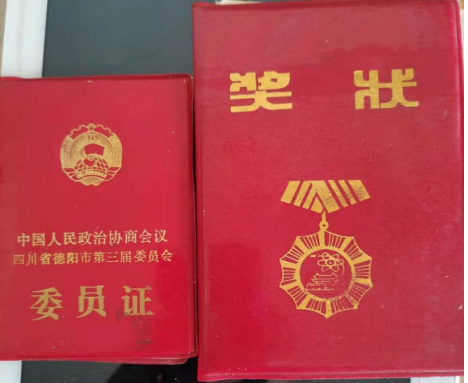 中国人民政治协商会议
四川省德阳市第三届委员会
委员证
奖状